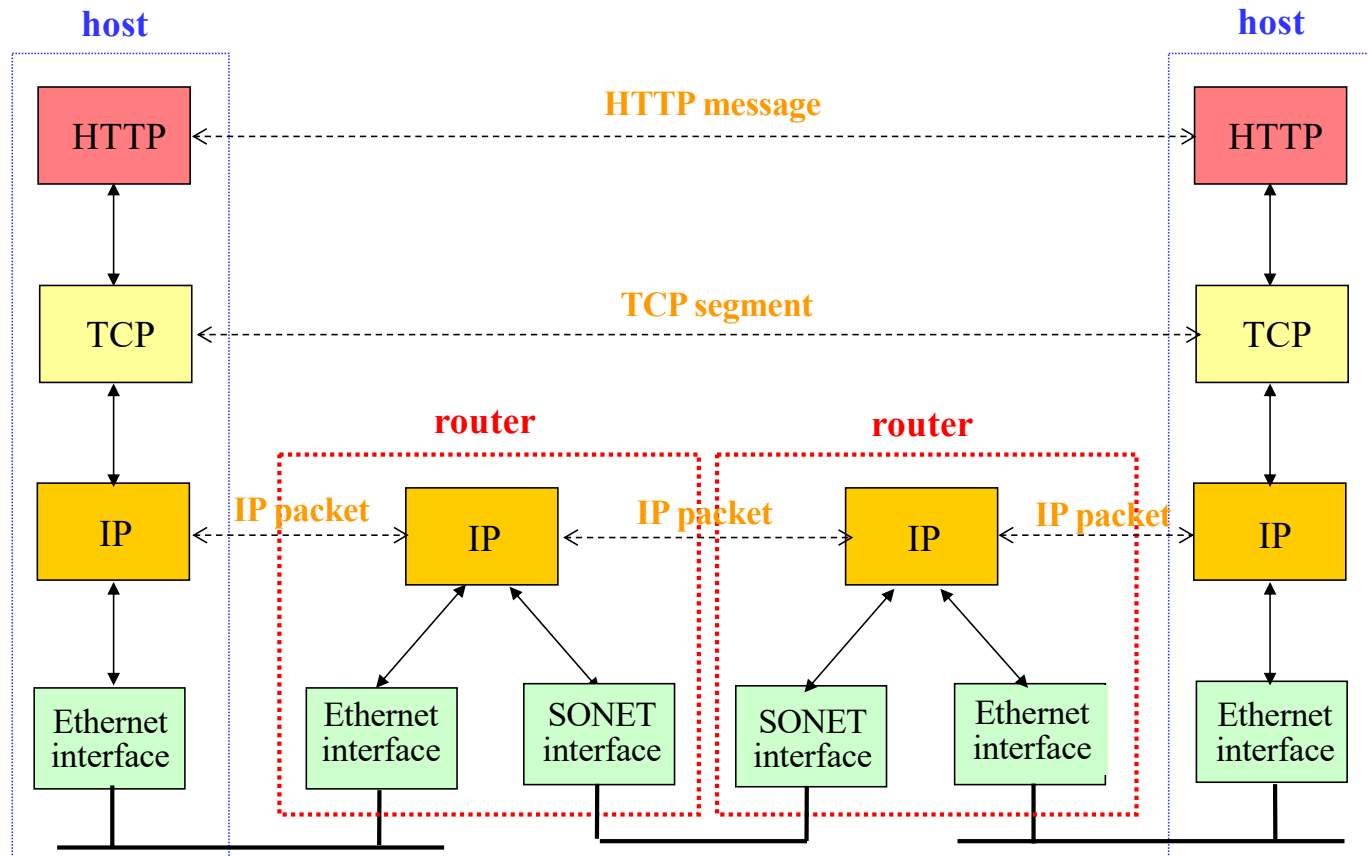 host
host
HTTP
HTTP message
HTTP
TCP
TCP segment
TCP
router
router
IP
IP packet
IP
IP packet
IP
IP packet
IP
Ethernet
interface
Ethernet
interface
SONET
interface
SONET
interface
Ethernet
interface
Ethernet
interface